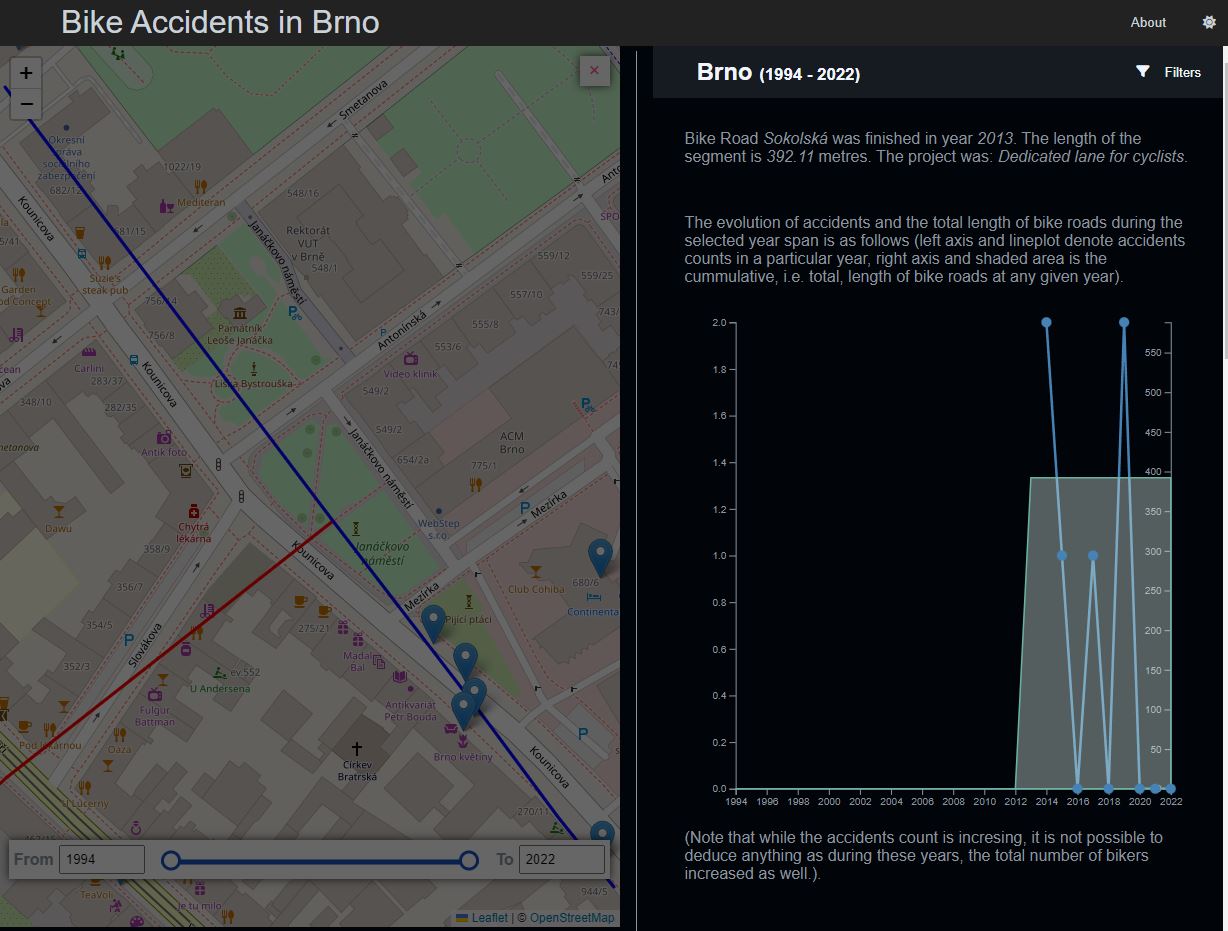 Bike Accidents in Brno
About
+
−
×
Smetanova
Okresní
správa
sociálního
zabezpečení
682/12
1022/19
Mediteran
548/16
SPO
Kounicova
681/15
5/41
Suzie's
steak pub
Janáčkovo náměstí
Rektorát
VUT
v Brně
548/1
559/12
559/25
Garden
Food Concept
756/14
557/10
743/
756/8
Památník
Leoše Janáčka
Antonínská
555/8
P
553/6
Video klinik
Carlini
283/37
Kounicova
Liška Bystrouška
348/10
282/35
549/2
metanova
Antik foto
549/2
Janáčkovo náměstí
654/2a
ACM
Brno
775/1
P
Mezírka
Dawu
Chytrá
lékárna
WebStep
s.r.o.
358/9
Kounicova
Janáčkovo
náměstí
356/7
Mezírka
Club Cohiba
680/6
Continenta
354/5
P
Slovákova
275/21
Pijící ptáci
352/3
Madal
Bal
ev.552
U Andersena
Fulgur
Battman
Antikvariát
Petr Bouda
P
Pod lékárnou
Oaza
Církev
Bratrská
Brno květiny
Kounicova
U Lucerny
270/11
From
1994
To
2022
TeaVoli
Je tu milo
944/5
Leaflet | © OpenStreetMap
Brno (1994 - 2022)
Filters
Bike Road Sokolská was finished in year 2013. The length of the
segment is 392.11 metres. The project was: Dedicated lane for cyclists.
The evolution of accidents and the total length of bike roads during the
selected year span is as follows (left axis and lineplot denote accidents
counts in a particular year, right axis and shaded area is the
cummulative, i.e. total, length of bike roads at any given year).
2.0
1.8
1.6
1.4
1.2
1.0
0.8
0.6
0.4
0.2
0.0
550
500
450
400
350
300
250
200
150
100
50
1994 1996 1998 2000 2002 2004 2006 2008 2010 2012 2014 2016 2018 2020 2022
(Note that while the accidents count is incresing, it is not possible to
deduce anything as during these years, the total number of bikers
increased as well.).